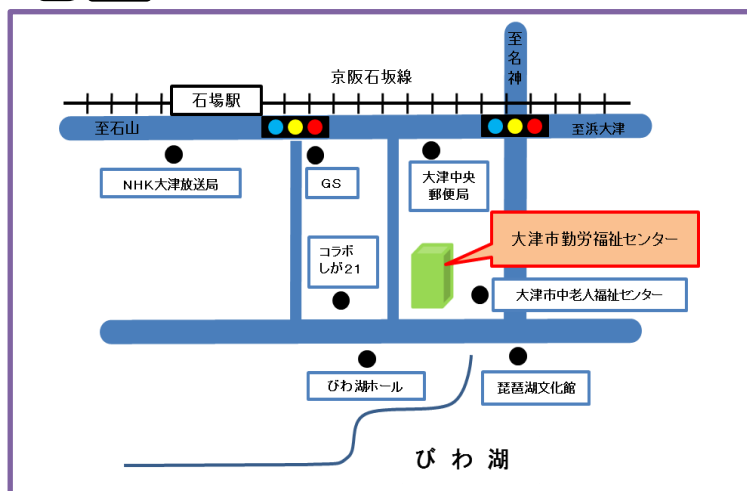 至名神
京阪石坂線
石場駅
至石山
至浜大津
NHK大津放送局
GS
大津中央
郵便局
大津市勤労福祉センター
コラボ
しが21
大津市中老人福祉センター
びわ湖ホール
琵琶湖文化館
びわ湖